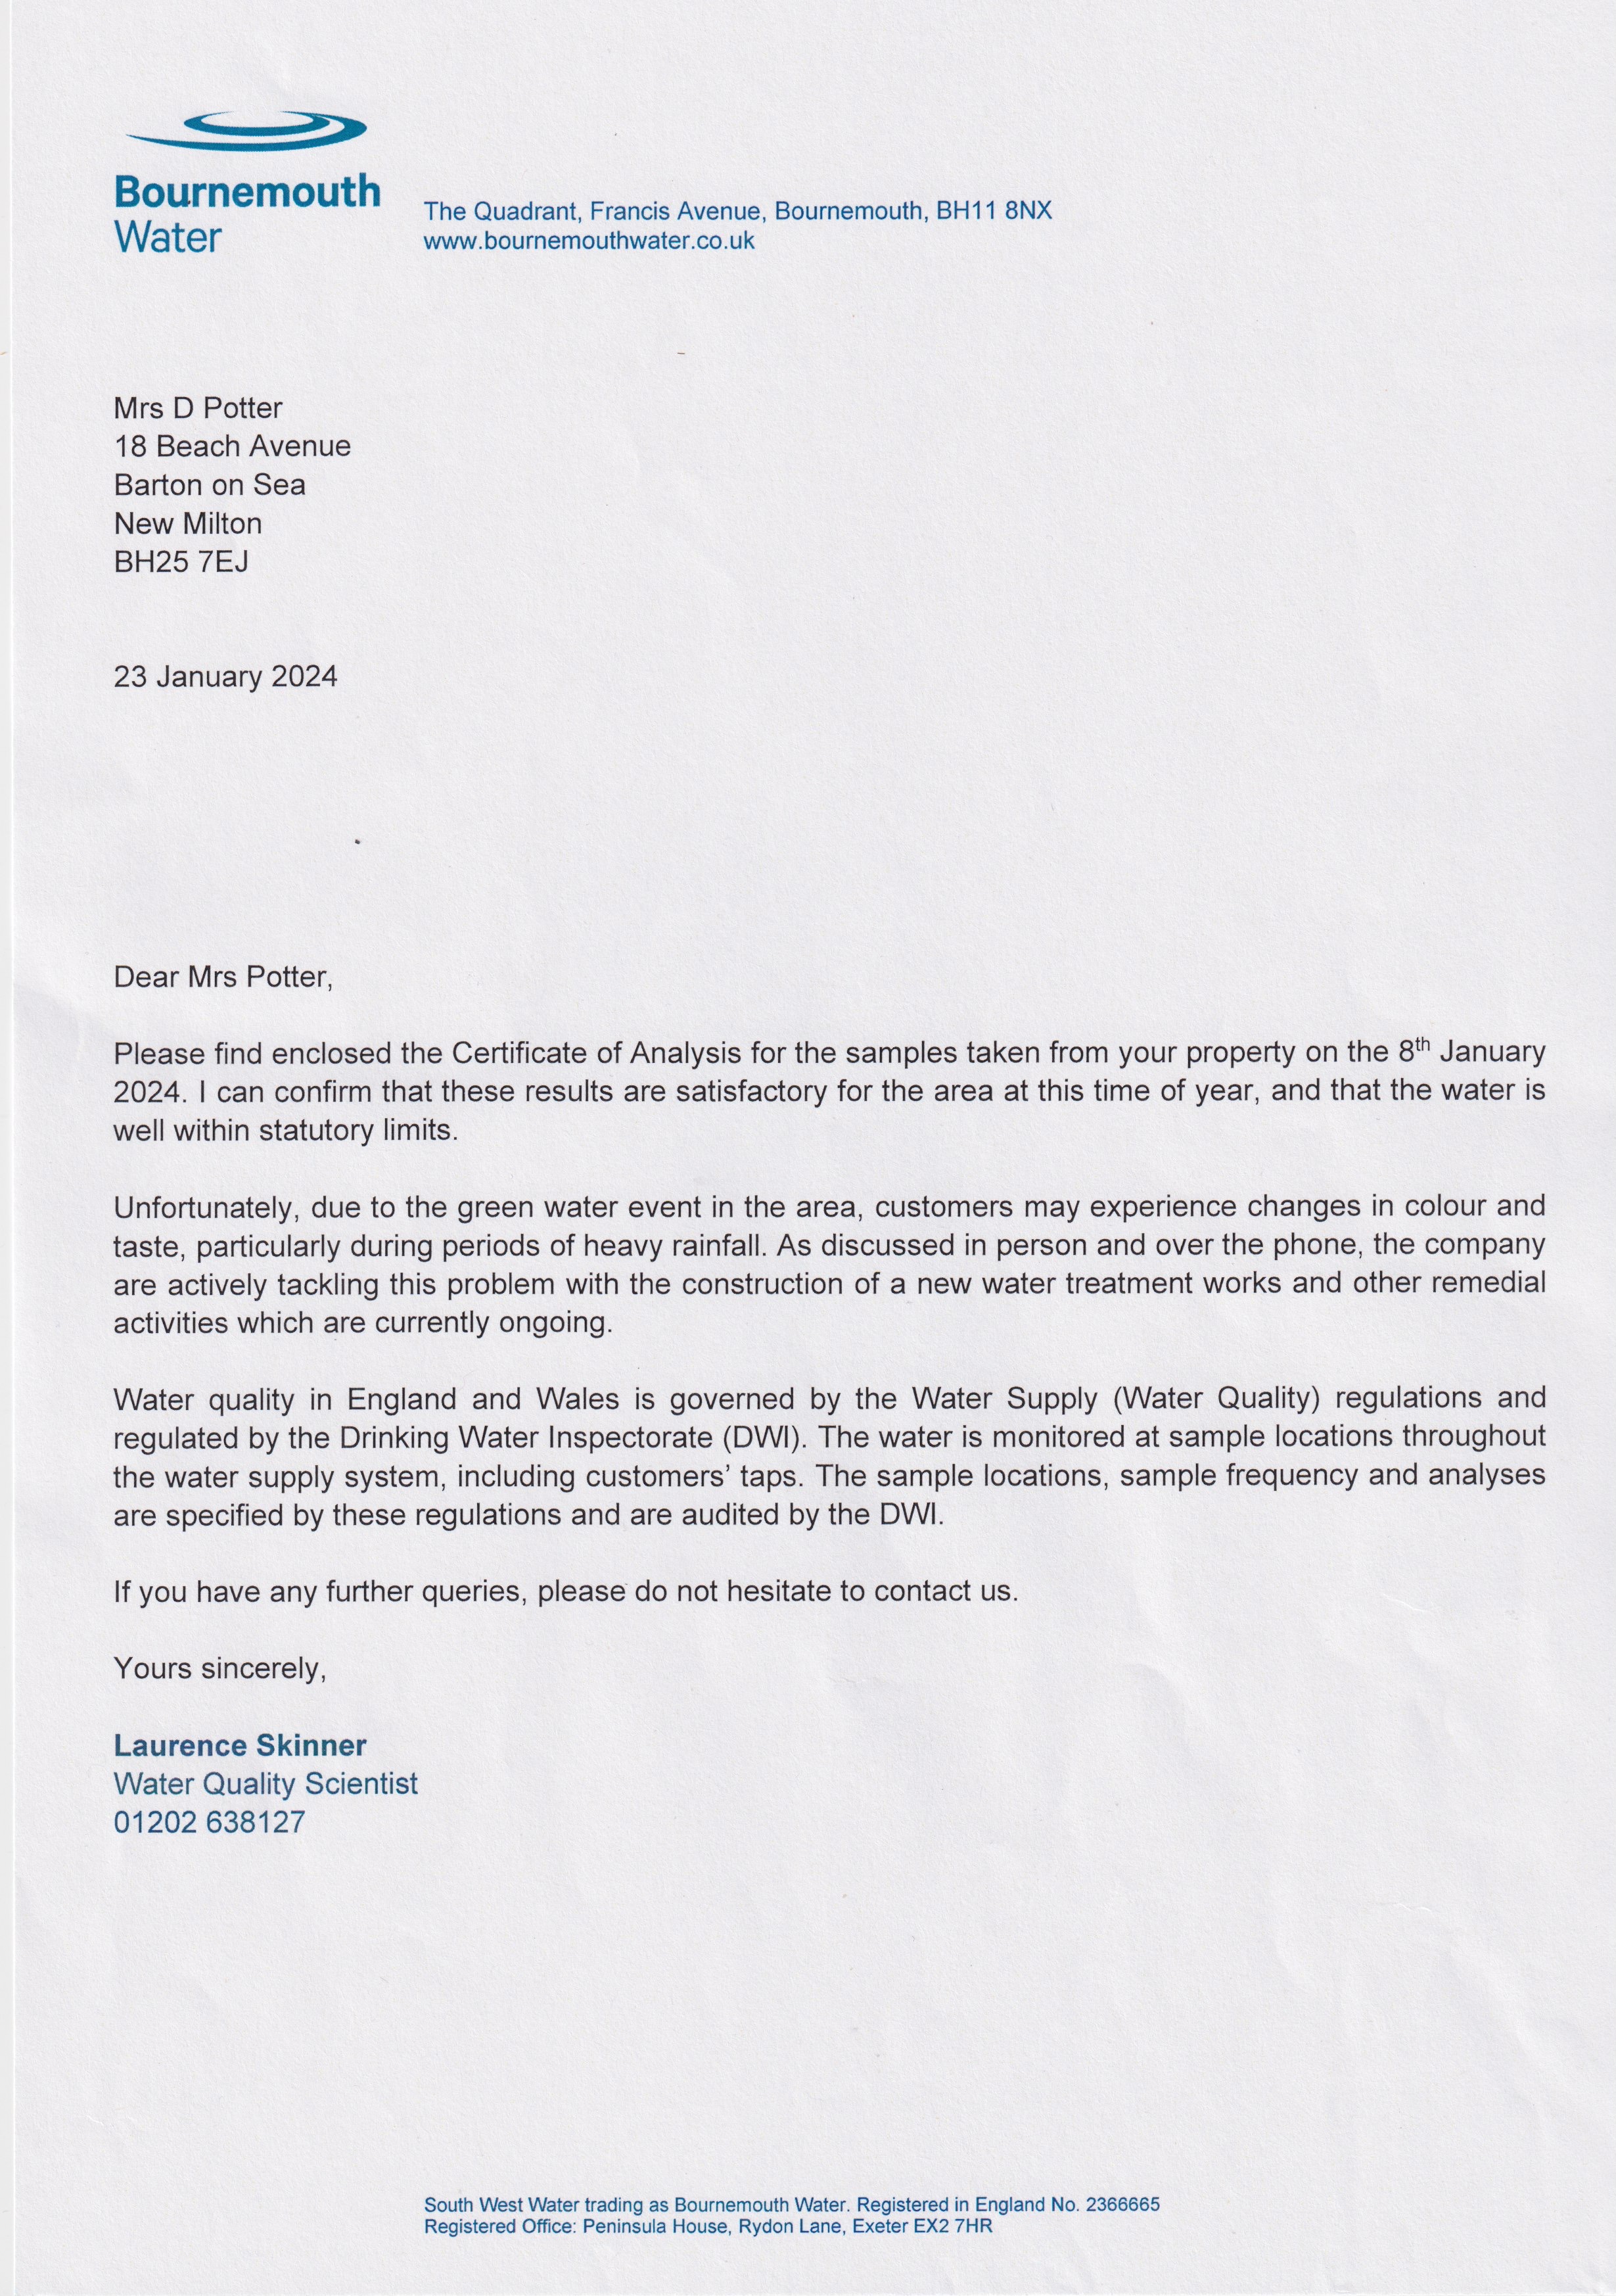 Bournemouth
Water
The Quadrant, Francis Avenue, Bournemouth, BH11 8NX
www.bournemouthwater.co.uk
Mrs D Potter
18 Beach Avenue
Barton on Sea
New Milton
BH25 7EJ
23 January 2024
Dear Mrs Potter,
Please find enclosed the Certificate of Analysis for the samples taken from your property on the 8th January
2024. I can confirm that these results are satisfactory for the area at this time of year, and that the water is
well within statutory limits.
Unfortunately, due to the green water event in the area, customers may experience changes in colour and
taste, particularly during periods of heavy rainfall. As discussed in person and over the phone, the company
are actively tackling this problem with the construction of a new water treatment works and other remedial
activities which are currently ongoing.
Water quality in England and Wales is governed by the Water Supply (Water Quality) regulations and
regulated by the Drinking Water Inspectorate (DWI). The water is monitored at sample locations throughout
the water supply system, including customers’ taps. The sample locations, sample frequency and analyses
are specified by these regulations and are audited by the DWI.
If you have any further queries, please do not hesitate to contact us.
Yours sincerely,
Laurence Skinner
Water Quality Scientist
01202 638127
South West Water trading as Bournemouth Water. Registered in England No. 2366665
Registered Office: Peninsula House, Rydon Lane, Exeter EX2 7HR